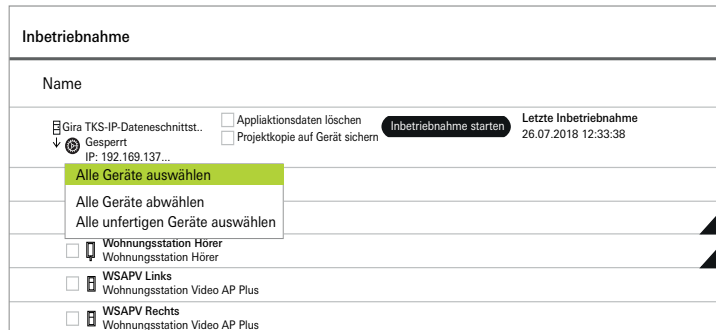 Inbetriebnahme
Name
Gira TKS-IP-Dateneschnittst..
Gesperrt
IP: 192.169.137...
Appliaktionsdaten löschen
Projektkopie auf Gerät sichern
Inbetriebnahme starten
Letzte Inbetriebnahme
26.07.2018 12:33:38
Alle Geräte auswählen
Alle Geräte abwählen
Alle unfertigen Geräte auswählen
Wohnungsstation Hörer
Wohnungsstation Hörer
WSAPV Links
Wohnungsstation Video AP Plus
WSAPV Rechts
Wohnungsstation Video AP Plus